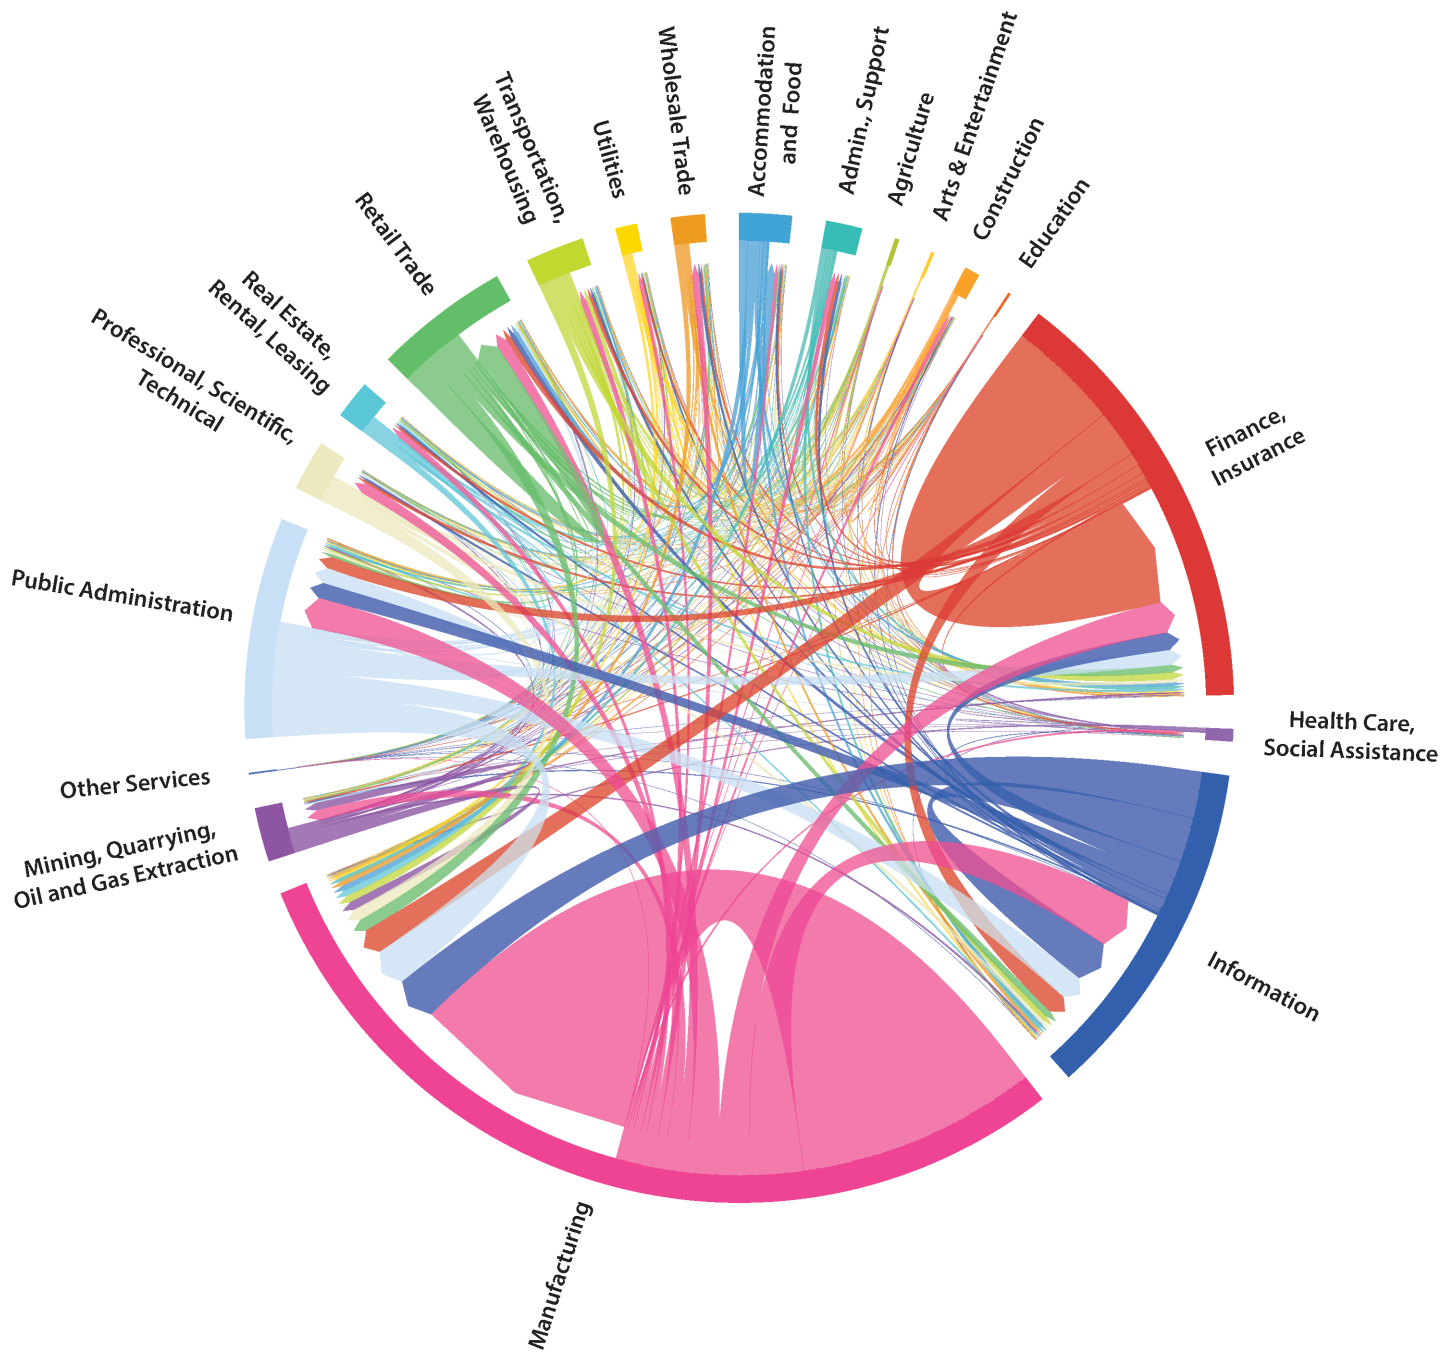 Accommodation
and Food
Admin., Support
Agriculture
Arts & Entertainment
Construction
Education
Finance,
Insurance
Health Care,
Social Assistance
Information
Manufacturing
Mining, Quarrying,
Oil and Gas Extraction
Other Services
Public Administration
Professional, Scientific,
Technical
Real Estate,
Rental, Leasing
Retail Trade
Transportation,
Warehousing
Utilities
Wholesale Trade